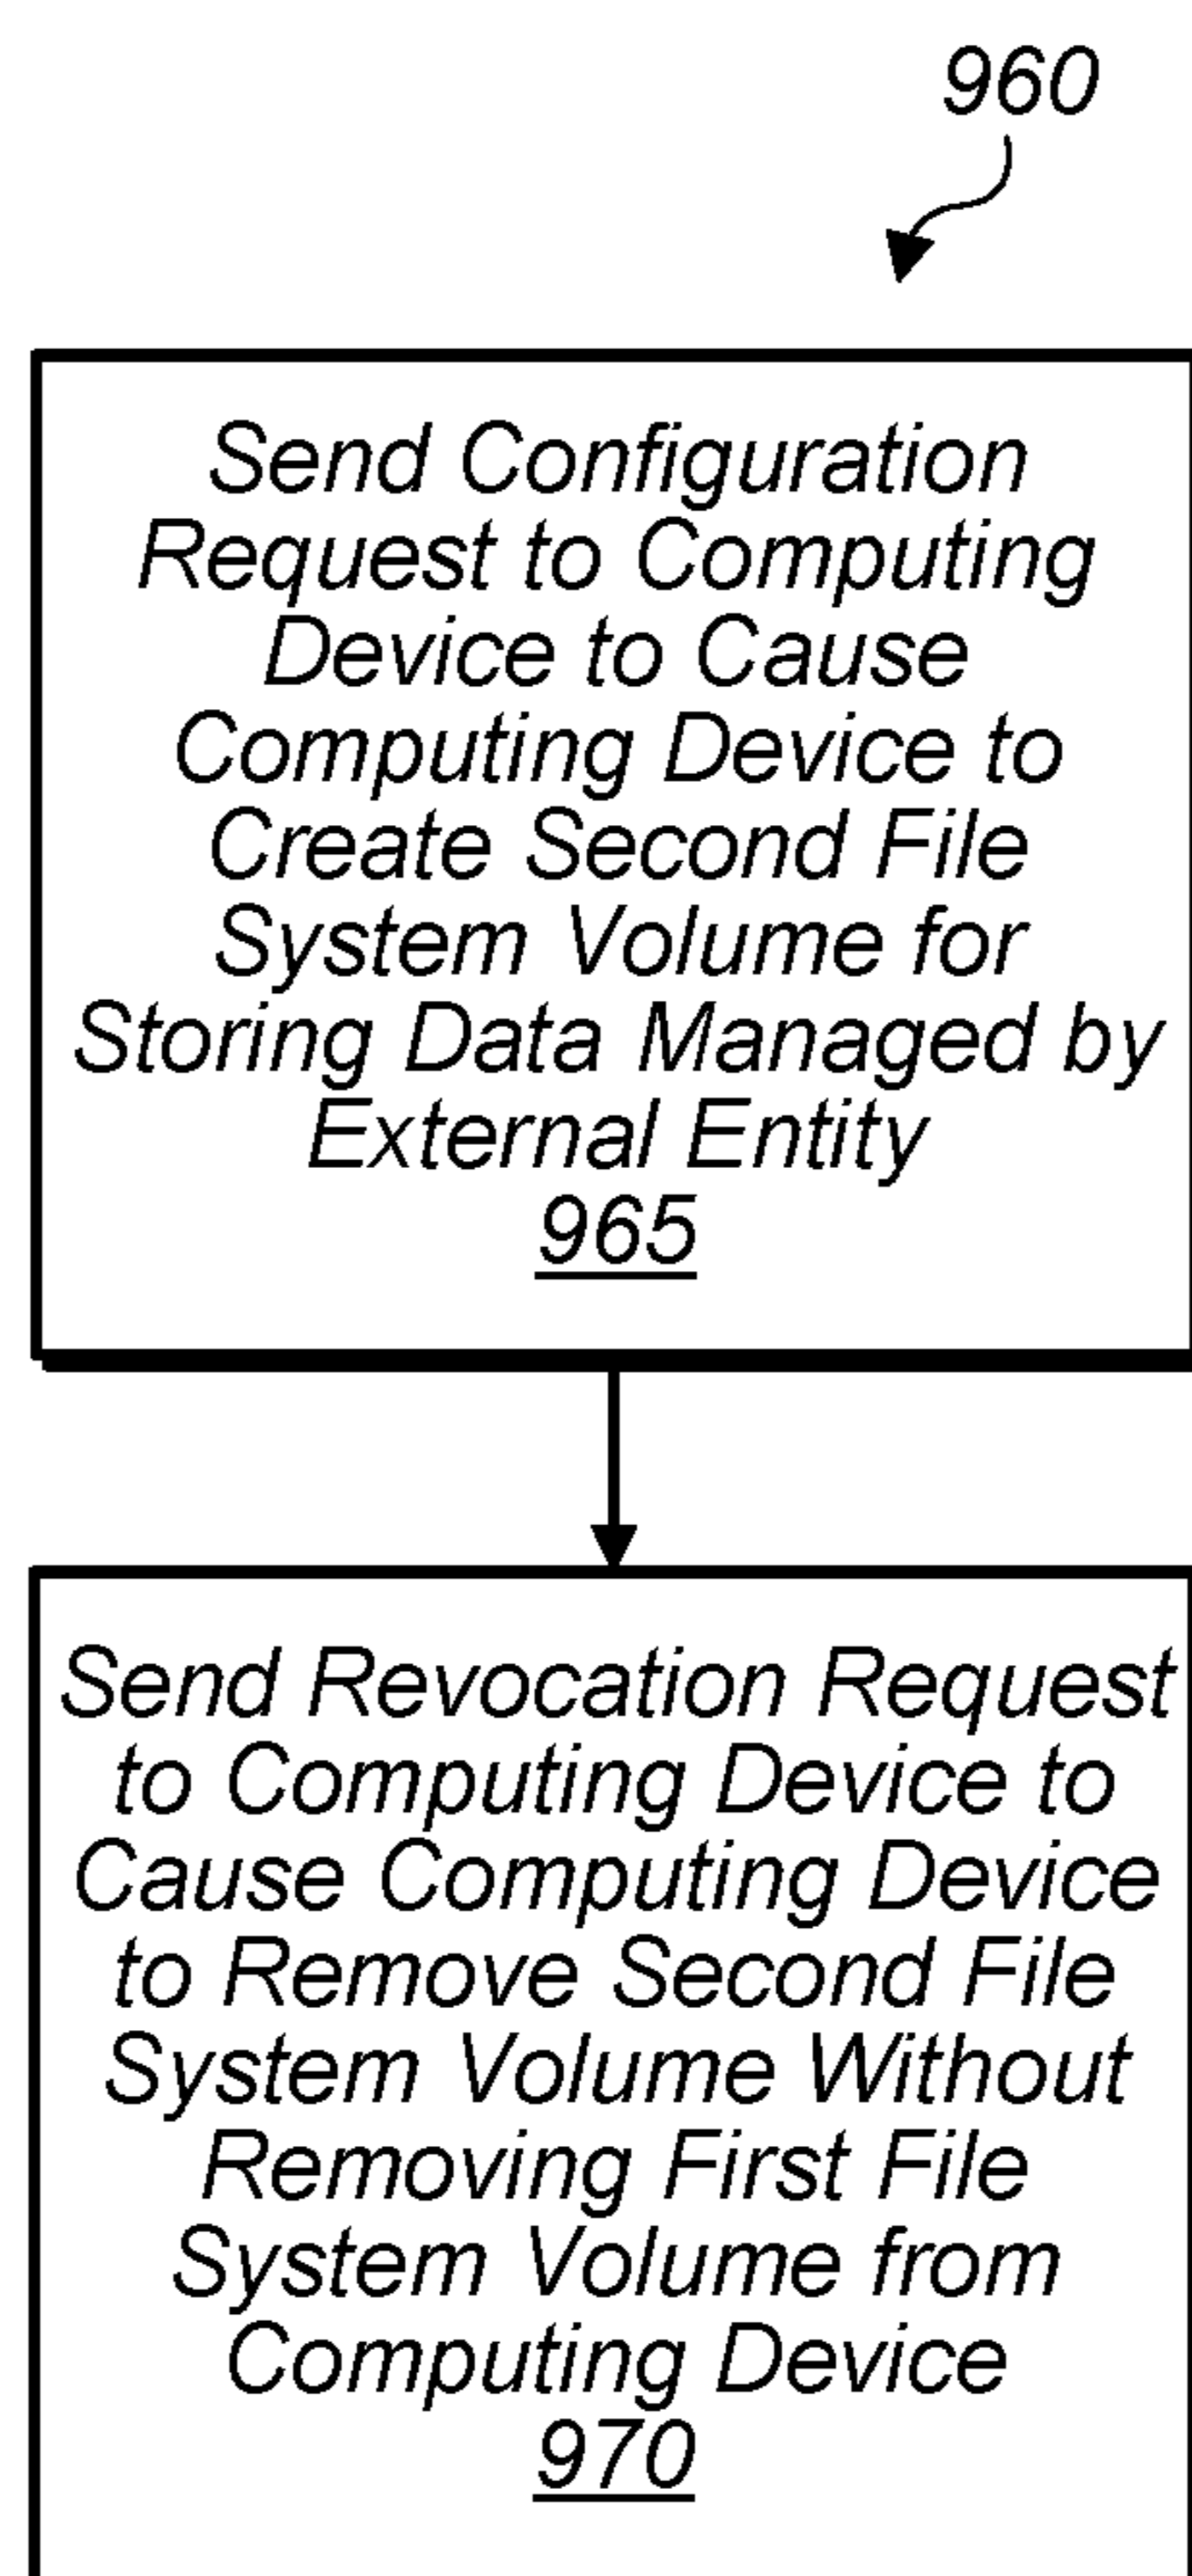 960
Send Configuration
Request to Computing
Device to Cause
Computing Device to
Create Second File
System Volume for
Storing Data Managed by
External Entity
965
Send Revocation Request
to Computing Device to
Cause Computing Device
to Remove Second File
System Volume Without
Removing First File
System Volume from
Computing Device
970